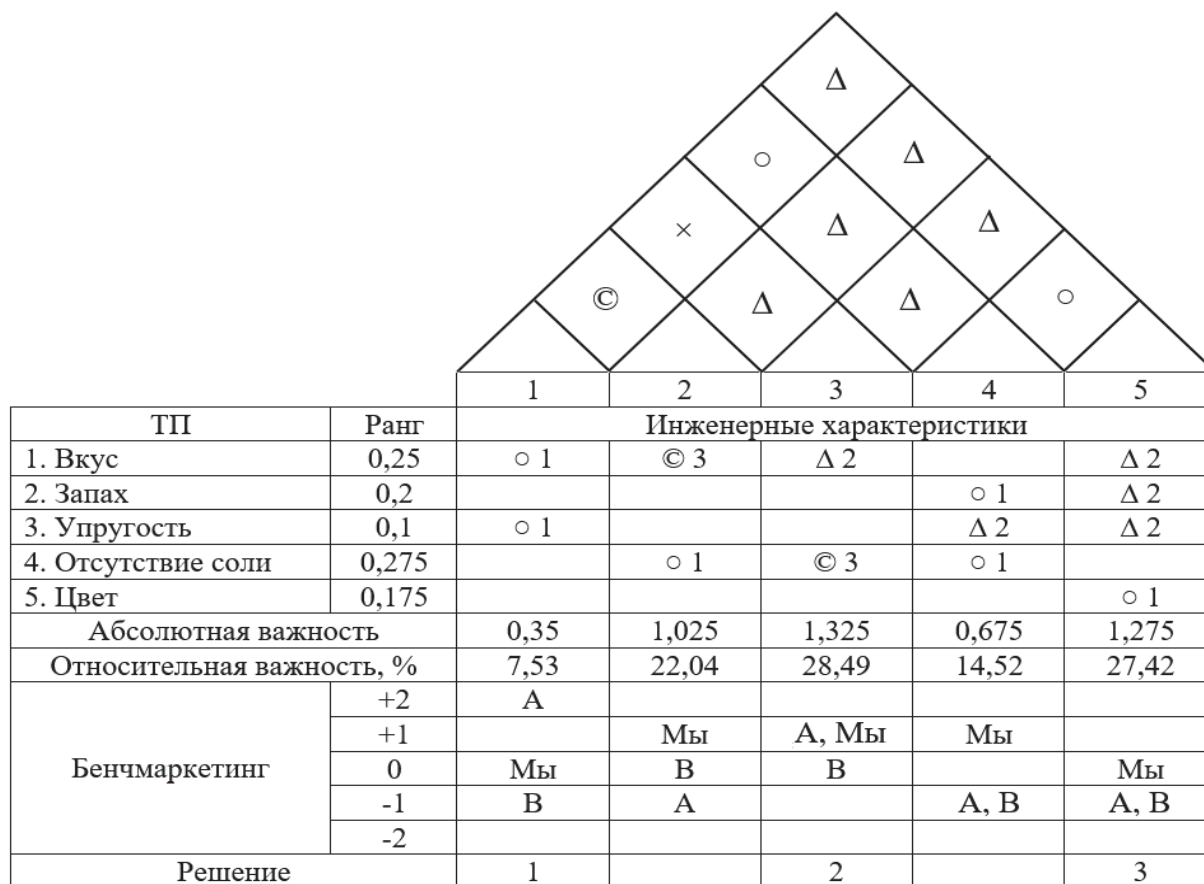 Δ
○ Δ
× Δ Δ
© Δ Δ ○
1 2 3 4 5
ТП Ранг Инженерные характеристики
1. Вкус 0,25 ○ 1 © 3 Δ 2 Δ 2
2. Запах 0,2 ○ 1 Δ 2
3. Упругость 0,1 ○ 1 Δ 2 Δ 2
4. Отсутствие соли 0,275 ○ 1 © 3 ○ 1
5. Цвет 0,175 ○ 1
Абсолютная важность 0,35 1,025 1,325 0,675 1,275
Относительная важность, % 7,53 22,04 28,49 14,52 27,42
+2 А
+1 Мы А, Мы Мы
Бенчмаркетинг 0 Мы В В Мы
-1 В А А, В А, В
-2
Решение 1 2 3